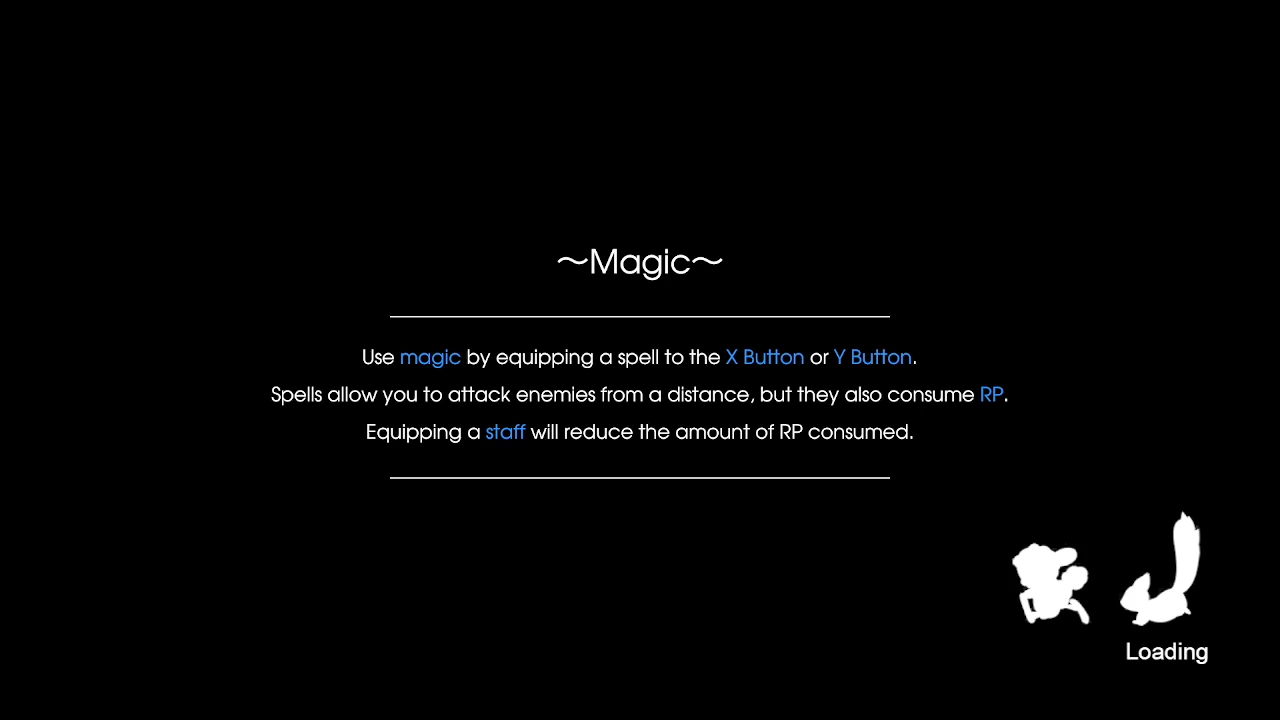 ～Magic～
Use magic by equipping a spell to the X Button or Y Button.
Spells allow you to attack enemies from a distance, but they also consume RP.
Equipping a staff will reduce the amount of RP consumed.
Loading